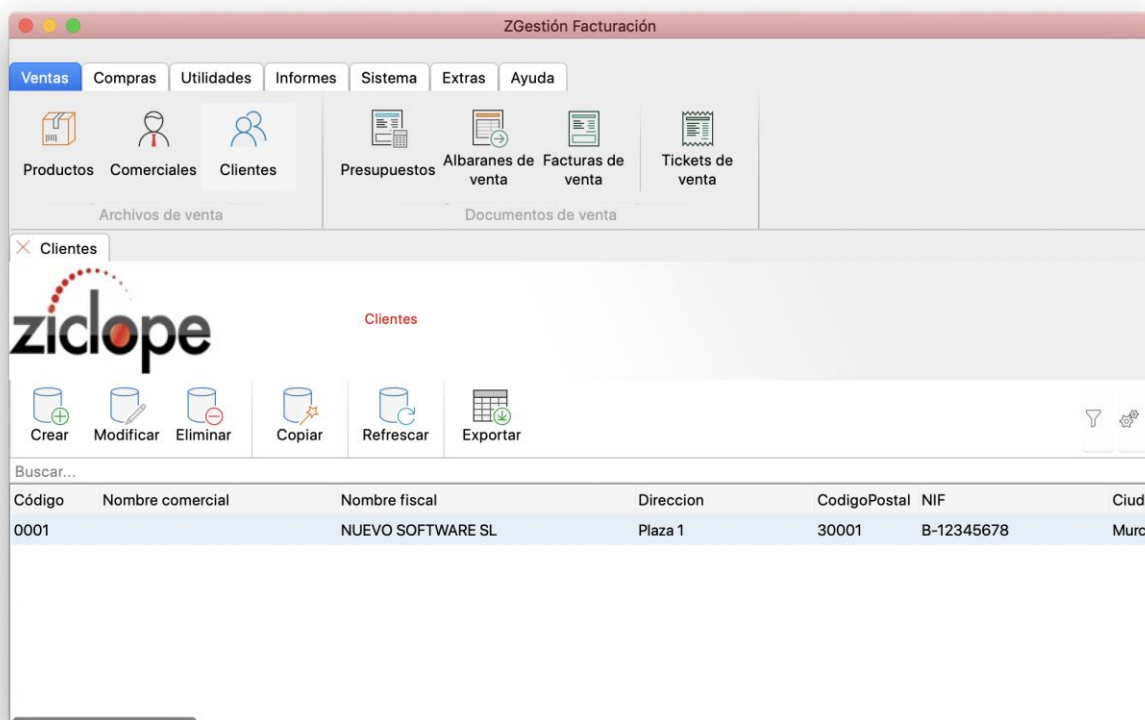 ZGestión Facturación
Ventas Compras Utilidades Informes Sistema Extras Ayuda
Productos Comerciales Clientes Presupuestos Albaranes de venta Facturas de venta Tickets de venta
Archivos de venta Documentos de venta
Clientes
ziclope Clientes
Crear Modificar Eliminar Copiar Refrescar Exportar
Buscar...
Código Nombre comercial Nombre fiscal Direccion CodigoPostal NIF Ciud
0001 NUEVO SOFTWARE SL Plaza 1 30001 B-12345678 Murc